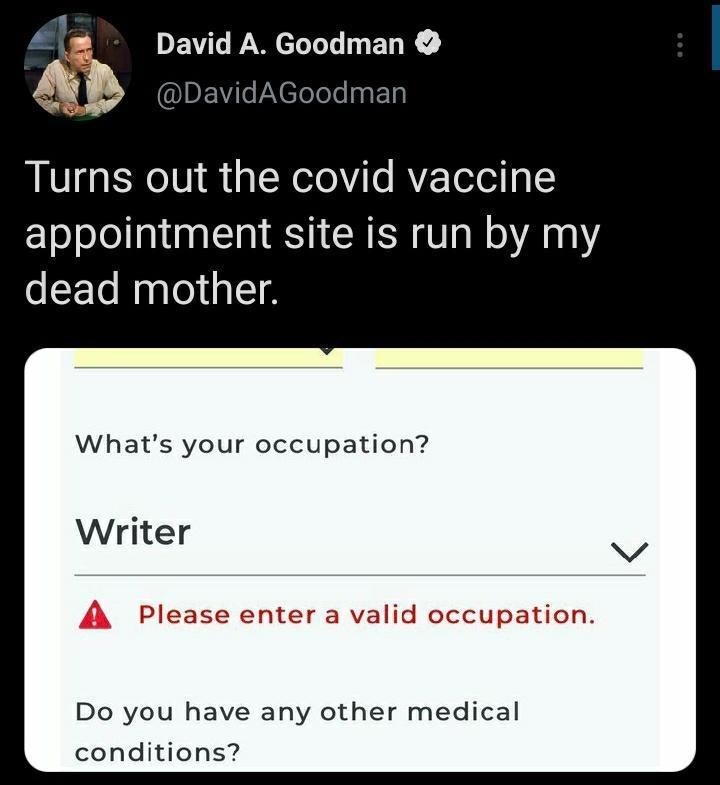 David A. Goodman
@DavidAGoodman
Turns out the covid vaccine
appointment site is run by my
dead mother.
What's your occupation?
Writer
Please enter a valid occupation.
Do you have any other medical
conditions?